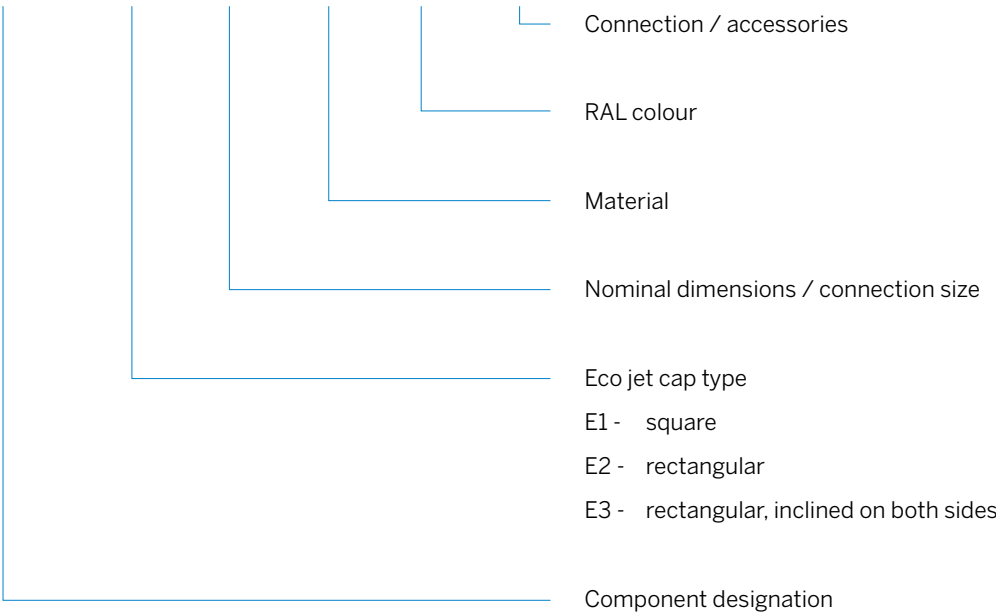 Connection / accessories
RAL colour
Material
Nominal dimensions / connection size
Eco jet cap type
E1 - square
E2 - rectangular
E3 - rectangular, inclined on both sides
Component designation